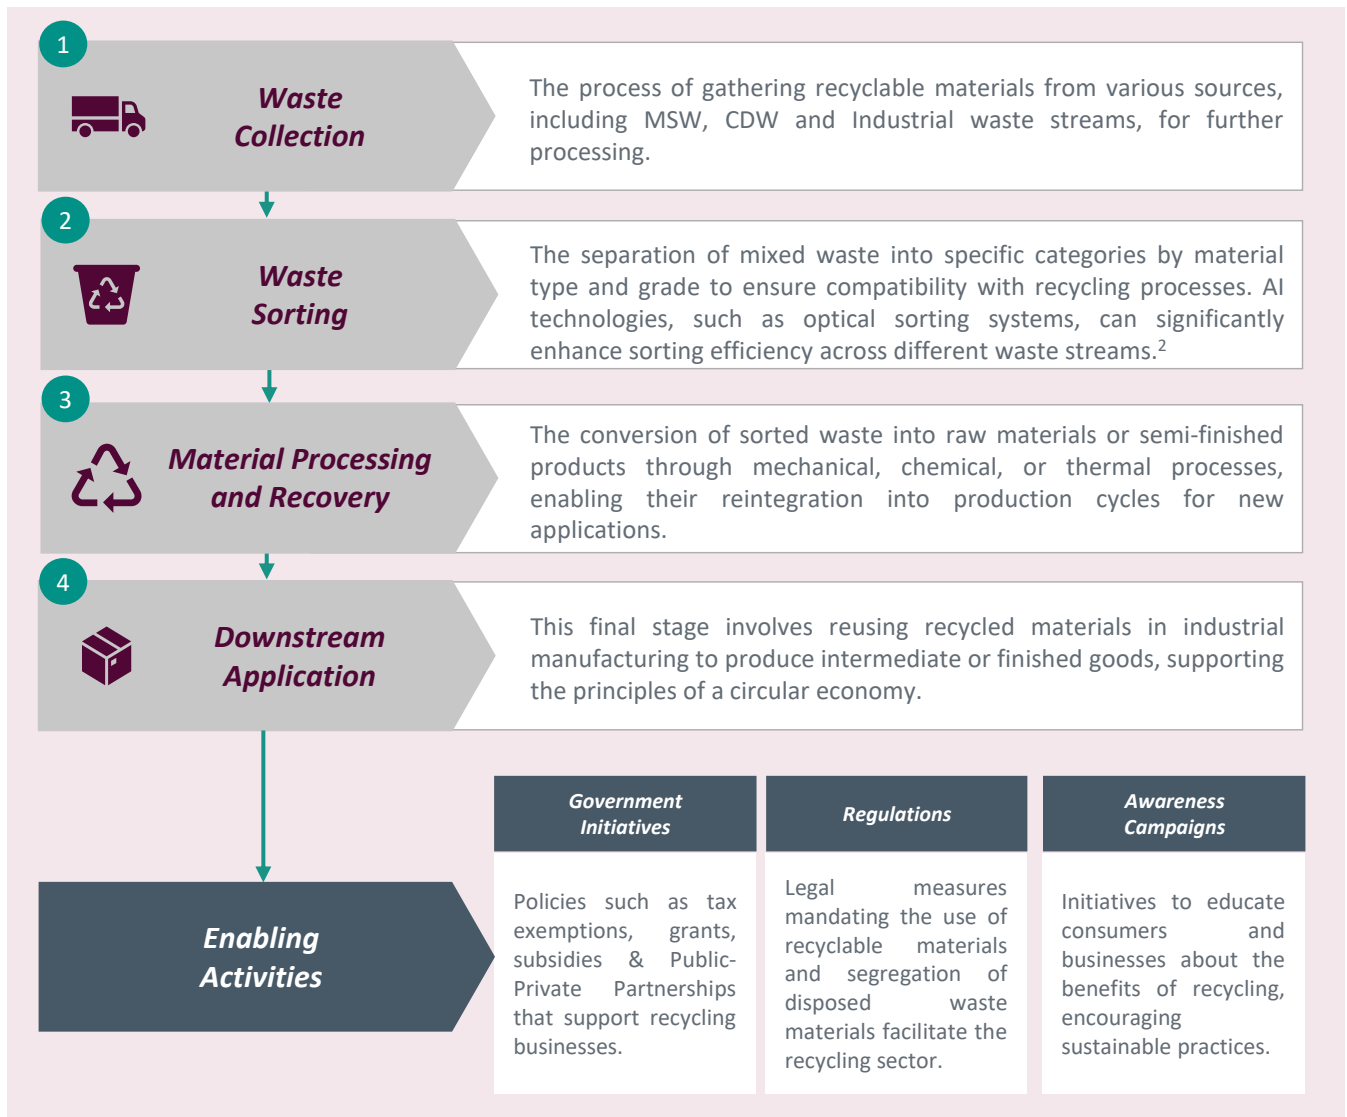 1
Waste
Collection
The process of gathering recyclable materials from various sources,
including MSW, CDW and Industrial waste streams, for further
processing.
2
Waste
Sorting
The separation of mixed waste into specific categories by material
type and grade to ensure compatibility with recycling processes. AI
technologies, such as optical sorting systems, can significantly
enhance sorting efficiency across different waste streams.²
3
Material Processing
and Recovery
The conversion of sorted waste into raw materials or semi-finished
products through mechanical, chemical, or thermal processes,
enabling their reintegration into production cycles for new
applications.
4
Downstream
Application
This final stage involves reusing recycled materials in industrial
manufacturing to produce intermediate or finished goods, supporting
the principles of a circular economy.
Enabling
Activities
Government
Initiatives
Policies such as tax
exemptions, grants,
subsidies & Public-
Private Partnerships
that support recycling
businesses.
Regulations
Legal measures
mandating the use of
recyclable materials
and segregation of
disposed waste
materials facilitate the
recycling sector.
Awareness
Campaigns
Initiatives to educate
consumers and
businesses about the
benefits of recycling,
encouraging
sustainable practices.